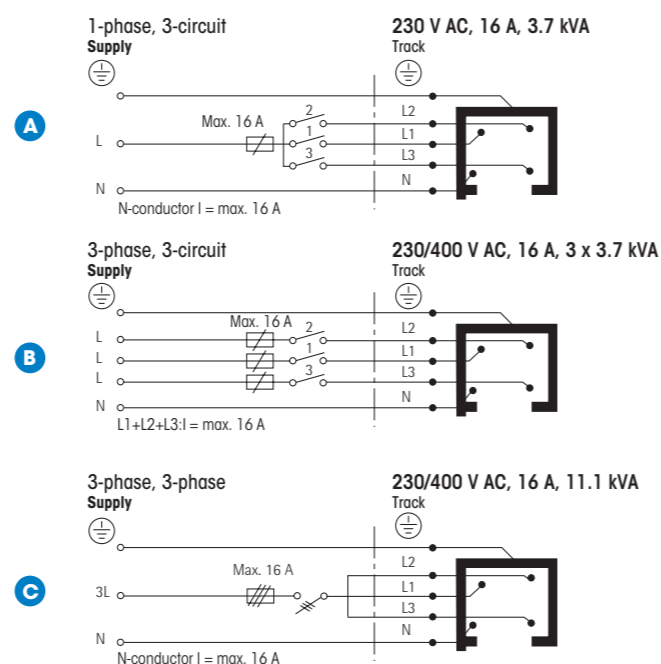 1-phase, 3-circuit
230 V AC, 16 A, 3.7 kVA
Supply
Track
A
Max. 16 A
2
1
3
L
N
L2
L1
L3
N
N-conductor I = max. 16 A
3-phase, 3-circuit
230/400 V AC, 16 A, 3 x 3.7 kVA
Supply
Track
B
Max. 16 A
2
1
3
L
L
L
N
L2
L1
L3
N
L1+L2+L3:I = max. 16 A
3-phase, 3-phase
230/400 V AC, 16 A, 11.1 kVA
Supply
Track
C
Max. 16 A
3L
N
L2
L1
L3
N
N-conductor I = max. 16 A